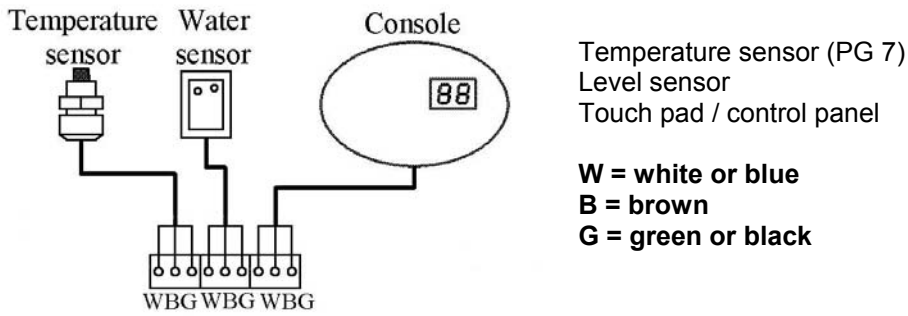 Temperature sensor
Water sensor
Console
88
Temperature sensor (PG 7)
Level sensor
Touch pad / control panel
W = white or blue
B = brown
G = green or black
WBG WBG WBG